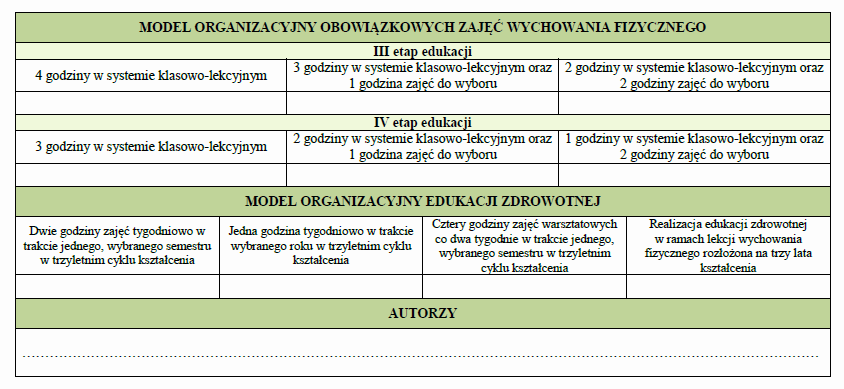 MODEL ORGANIZACYJNY OBOWIĄZKOWYCH ZAJĘĆ WYCHOWANIA FIZYCZNEGO
III etap edukacji
4 godziny w systemie klasowo-lekcyjnym
3 godziny w systemie klasowo-lekcyjnym oraz
1 godzina zajęć do wyboru
2 godziny w systemie klasowo-lekcyjnym oraz
2 godziny zajęć do wyboru
IV etap edukacji
3 godziny w systemie klasowo-lekcyjnym
2 godziny w systemie klasowo-lekcyjnym oraz
1 godzina zajęć do wyboru
1 godziny w systemie klasowo-lekcyjnym oraz
2 godziny zajęć do wyboru
MODEL ORGANIZACYJNY EDUKACJI ZDROWOTNEJ
Dwie godziny zajęć tygodniowo w
trakcie jednego, wybranego semestru
w trzyletnim cyklu kształcenia
Jedna godzina tygodniowo w trakcie
wybranego roku w trzyletnim cyklu
kształcenia
Cztery godziny zajęć warsztatowych
co dwa tygodnie w trakcie jednego,
wybranego semestru w trzyletnim
cyklu kształcenia
Realizacja edukacji zdrowotnej
w ramach lekcji wychowania
fizycznego rozłożona na trzy lata
kształcenia
AUTORZY
................................................................................